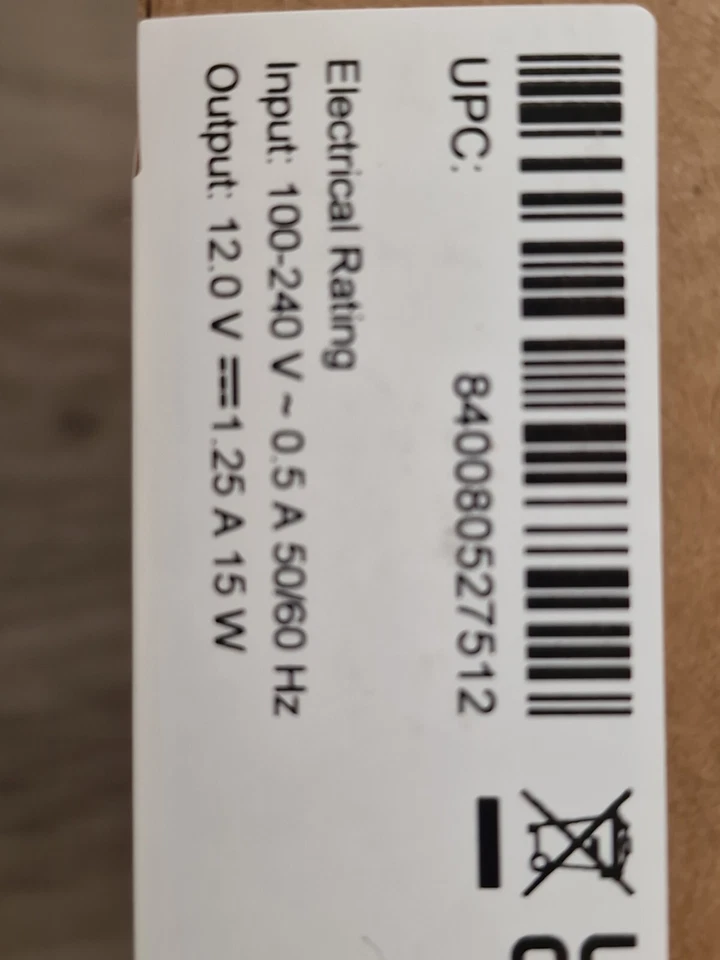 UPC: 840080527512
Electrical Rating
Input: 100-240 V ~ 0.5 A 50/60 Hz
Output: 12.0 V ⎓ 1.25 A 15 W